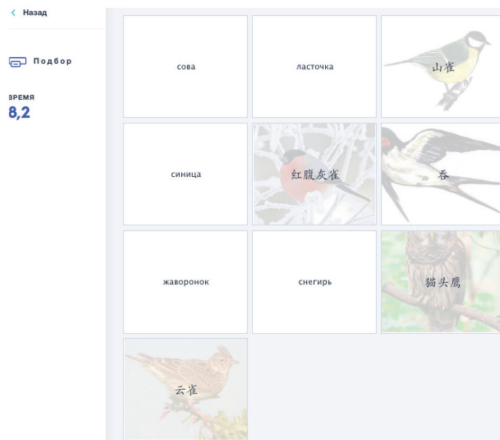 Назад
Подбор
ВРЕМЯ
8,2
сова
ласточка
山雀
синица
红腹灰雀
吞
жаворонок
снегирь
猫头鹰
云雀